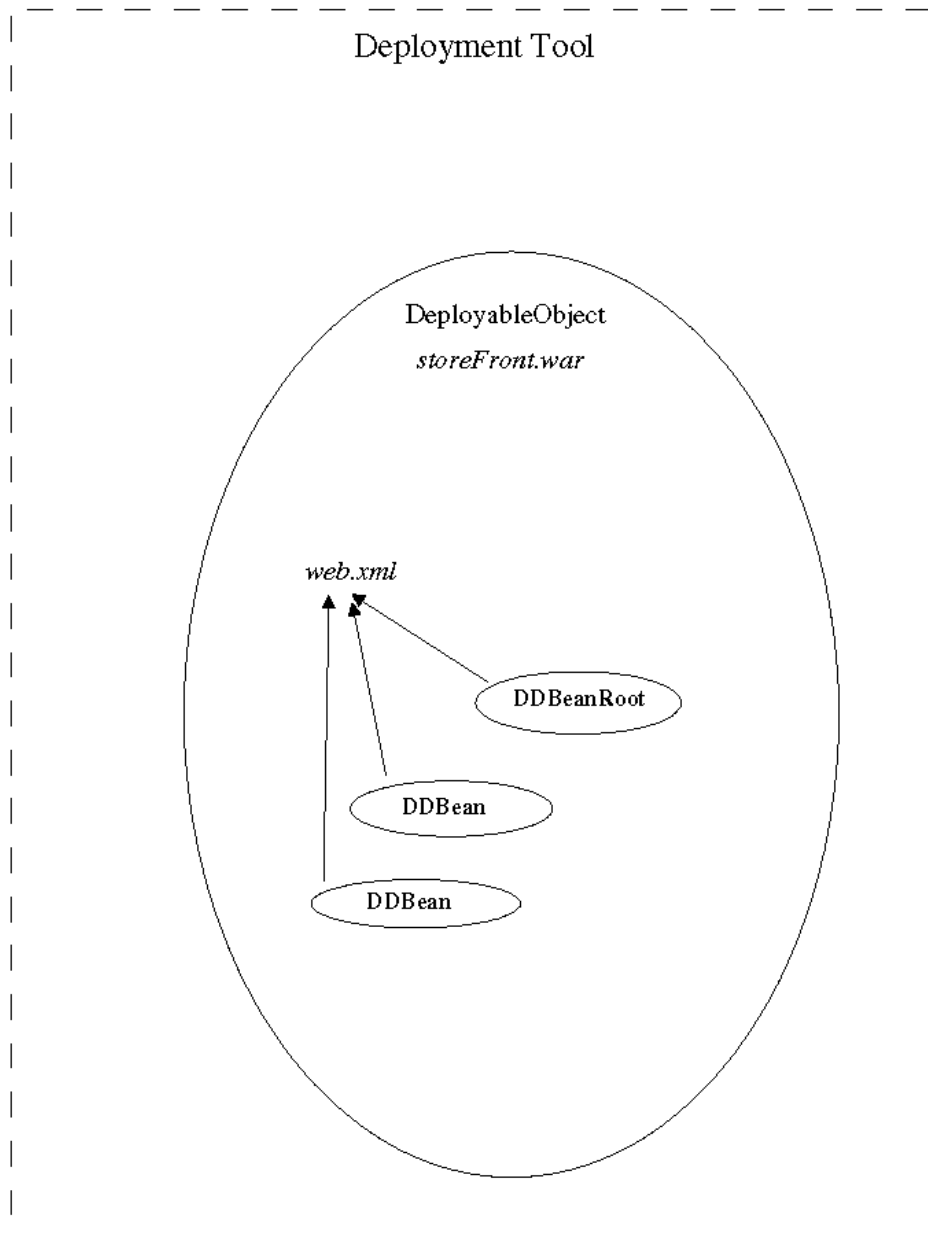 Deployment Tool
DeployableObject
storeFront.war
web.xml
DDBeanRoot
DDBean
DDBean